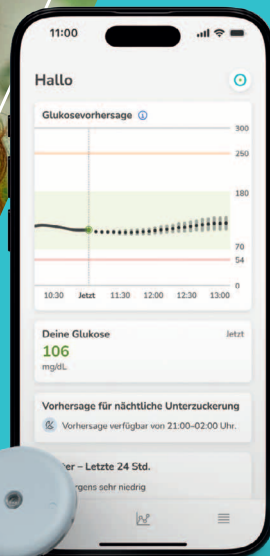 11:00
Hallo
Glukosevorhersage
300
250
180
70
54
0
10:30 Jetzt 11:30 12:00 12:30 13:00
Deine Glukose Jetzt
106
mg/dL
Vorhersage für nächtliche Unterzuckerung
Vorhersage verfügbar von 21:00–02:00 Uhr.
– Letzte 24 Std.
sehr niedrig